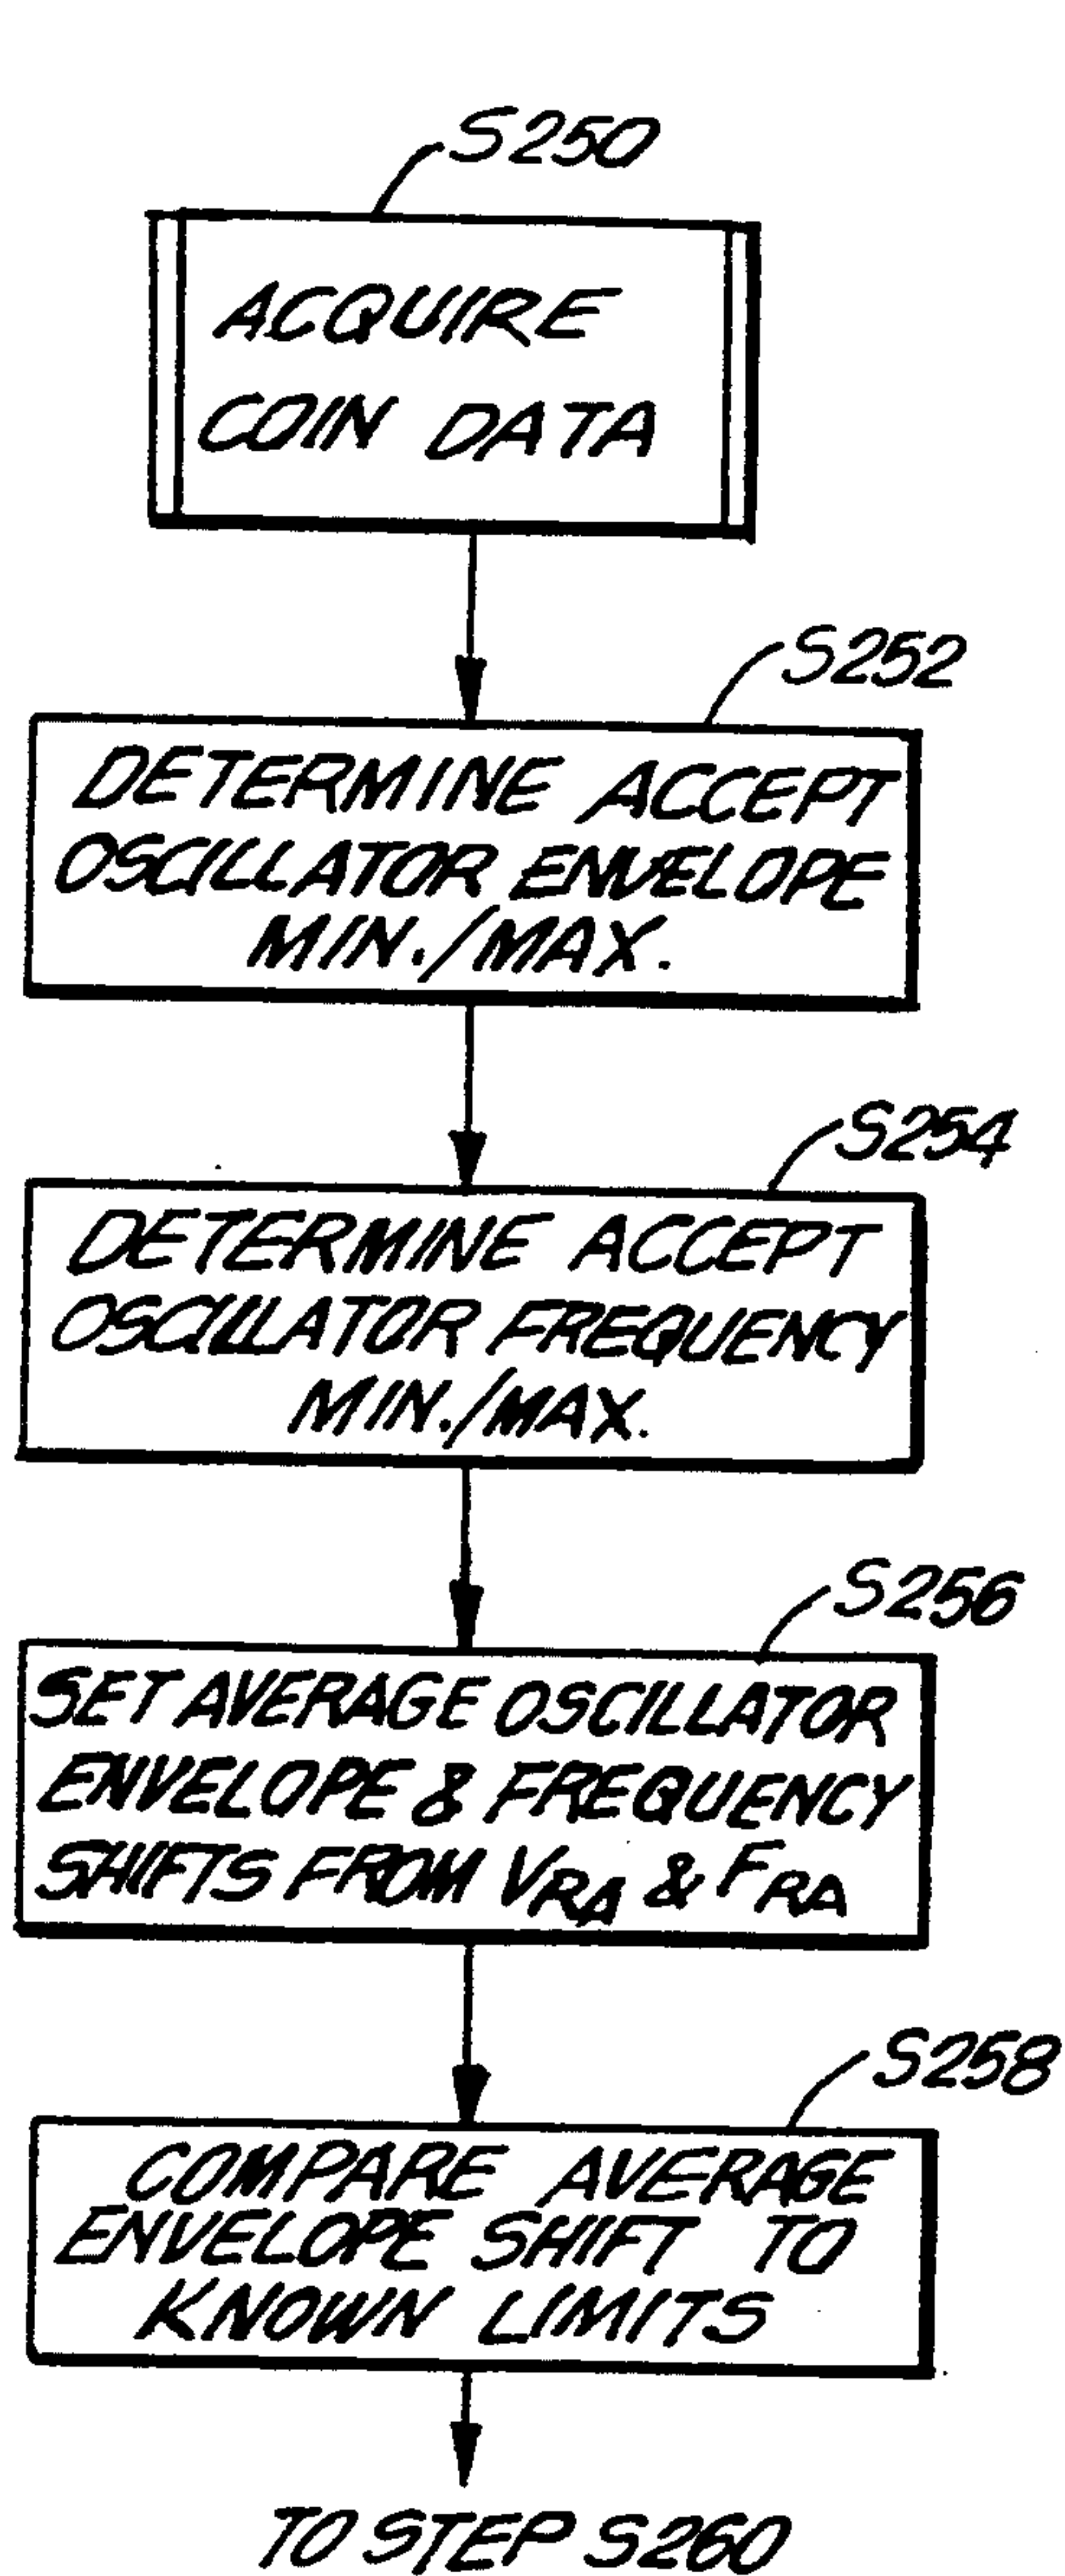 S250
ACQUIRE
COIN DATA
S252
DETERMINE ACCEPT
OSCILLATOR ENVELOPE
MIN./MAX.
S254
DETERMINE ACCEPT
OSCILLATOR FREQUENCY
MIN./MAX.
S256
SET AVERAGE OSCILLATOR
ENVELOPE & FREQUENCY
SHIFTS FROM VRA & FRA
S258
COMPARE AVERAGE
ENVELOPE SHIFT TO
KNOWN LIMITS
TO STEP S260